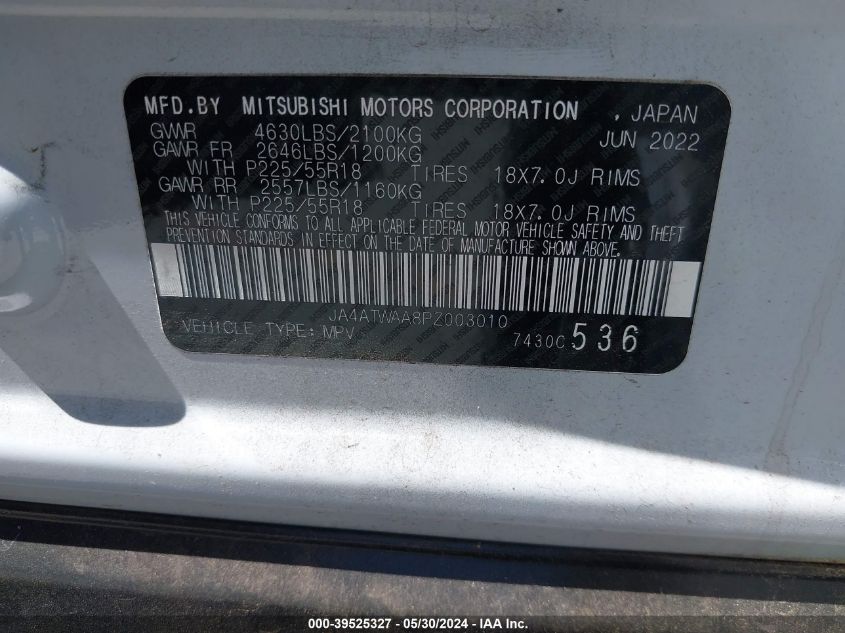 MFD.BY MITSUBISHI MOTORS CORPORATION , JAPAN
GVWR 4630LBS/2100KG JUN 2022
GAWR FR 2646LBS/1200KG
WITH P225/55R18 TIRES 18X7.0J RIMS
GAWR RR 2557LBS/1160KG
WITH P225/55R18 TIRES 18X7.0J RIMS
THIS VEHICLE CONFORMS TO ALL APPLICABLE FEDERAL MOTOR VEHICLE SAFETY AND THEFT
PREVENTION STANDARDS IN EFFECT ON THE DATE OF MANUFACTURE SHOWN ABOVE.
JA4ATWAA8PZ003010
VEHICLE TYPE: MPV 7430C 536
000-39525327 - 05/30/2024 - IAA Inc.